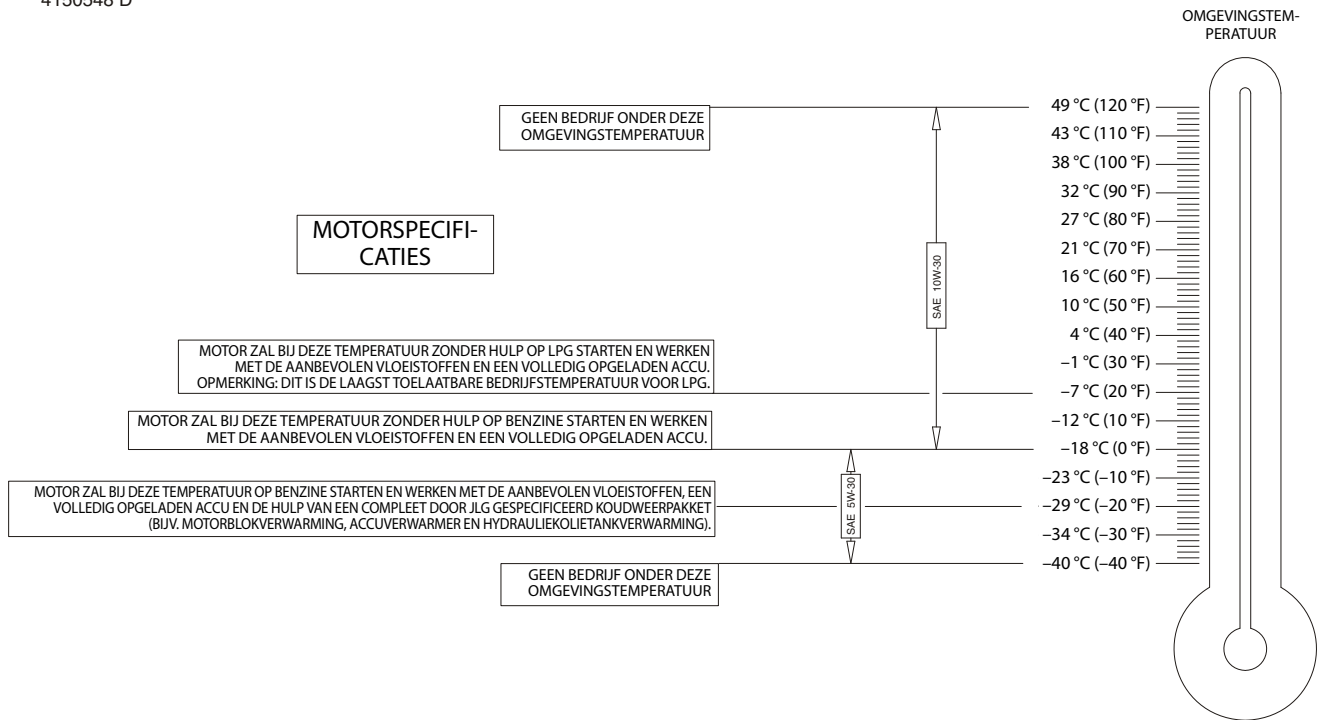 4150548 D
OMGEVINGSTEM-
PERATUUR
GEEN BEDRIJF ONDER DEZE
OMGEVINGSTEMPERATUUR
49 °C (120 °F)
43 °C (110 °F)
38 °C (100 °F)
32 °C (90 °F)
27 °C (80 °F)
21 °C (70 °F)
16 °C (60 °F)
10 °C (50 °F)
4 °C (40 °F)
–1 °C (30 °F)
–7 °C (20 °F)
–12 °C (10 °F)
–18 °C (0 °F)
–23 °C (–10 °F)
–29 °C (–20 °F)
–34 °C (–30 °F)
–40 °C (–40 °F)
MOTORSPECIFI-
CATIES
SAE 10W-30
MOTOR ZAL BIJ DEZE TEMPERATUUR ZONDER HULP OP LPG STARTEN EN WERKEN
MET DE AANBEVOLEN VLOEISTOFFEN EN EEN VOLLEDIG OPGELADEN ACCU.
OPMERKING: DIT IS DE LAAGST TOELAATBARE BEDRIJFSTEMPERATUUR VOOR LPG.
MOTOR ZAL BIJ DEZE TEMPERATUUR ZONDER HULP OP BENZINE STARTEN EN WERKEN
MET DE AANBEVOLEN VLOEISTOFFEN EN EEN VOLLEDIG OPGELADEN ACCU.
SAE 5W-30
MOTOR ZAL BIJ DEZE TEMPERATUUR OP BENZINE STARTEN EN WERKEN MET DE AANBEVOLEN VLOEISTOFFEN, EEN
VOLLEDIG OPGELADEN ACCU EN DE HULP VAN EEN COMPLEET DOOR JLG GESPECIFICEERD KOUDWEERPAKKET
(BIJV. MOTORBLOKVERWARMING, ACCUVERWARMER EN HYDRAULIEKOLIETANKVERWARMING).
GEEN BEDRIJF ONDER DEZE
OMGEVINGSTEMPERATUUR